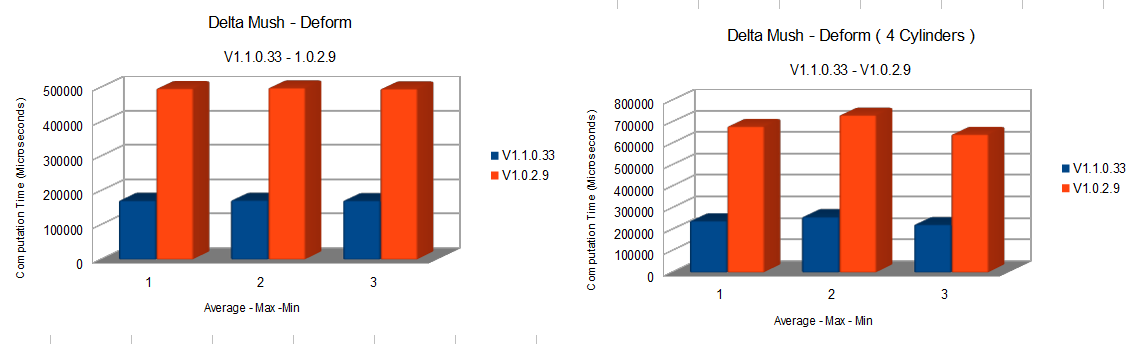 Delta Mush - Deform
V1.1.0.33 - 1.0.2.9
500000
400000
300000
200000
100000
0
Computation Time (Microseconds)
1 2 3
Average - Max -Min
V1.1.0.33
V1.0.2.9
Delta Mush - Deform ( 4 Cylinders )
V1.1.0.33 - V1.0.2.9
800000
700000
600000
500000
400000
300000
200000
100000
0
Computation Time (Microseconds)
1 2 3
Average - Max - Min
V1.1.0.33
V1.0.2.9